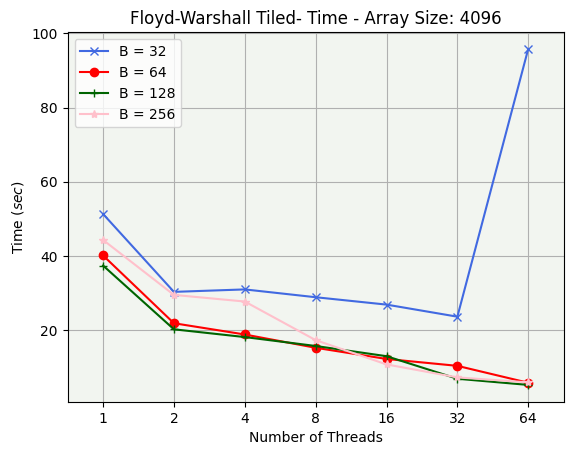 Floyd-Warshall Tiled- Time - Array Size: 4096
B = 32
B = 64
B = 128
B = 256
100
80
60
40
20
Time (sec)
1 2 4 8 16 32 64
Number of Threads